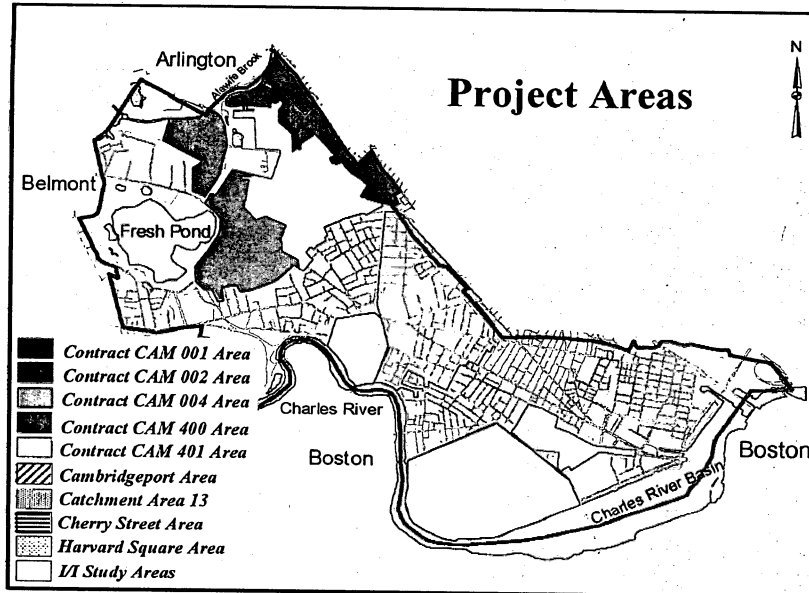 Project Areas
N
Arlington
Alewife Brook
Belmont
Fresh Pond
Charles River
Boston
Charles River Basin
Boston
Contract CAM 001 Area
Contract CAM 002 Area
Contract CAM 004 Area
Contract CAM 400 Area
Contract CAM 401 Area
Cambridgeport Area
Catchment Area 13
Cherry Street Area
Harvard Square Area
I/I Study Areas